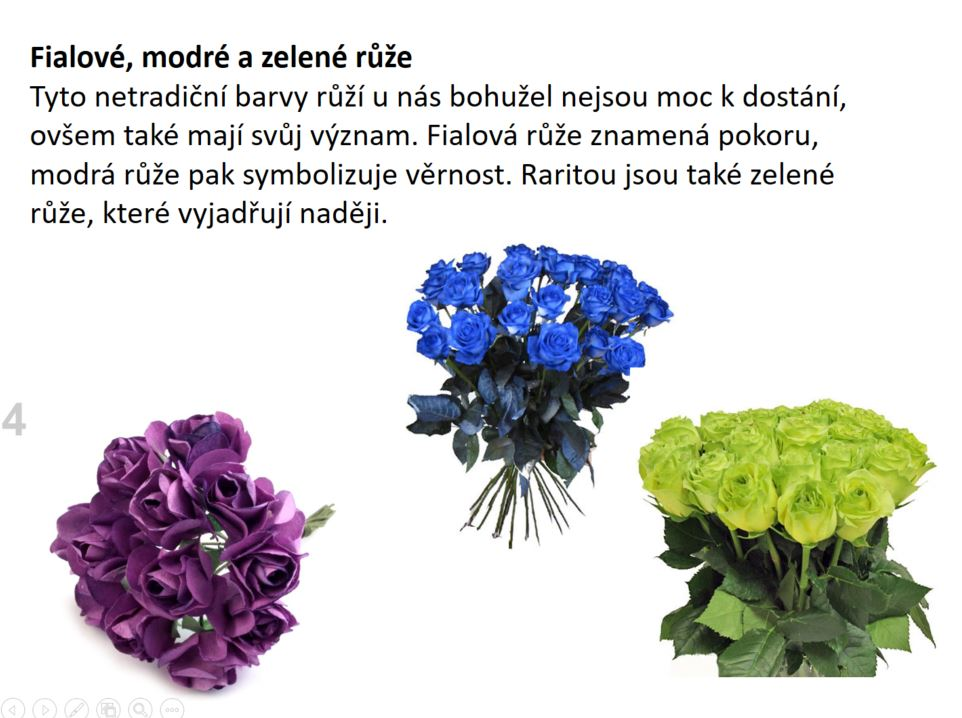 Fialové, modré a zelené růže
Tyto netradiční barvy růží u nás bohužel nejsou moc k dostání,
ovšem také mají svůj význam. Fialová růže znamená pokoru,
modrá růže pak symbolizuje věrnost. Raritou jsou také zelené
růže, které vyjadřují naději.
4